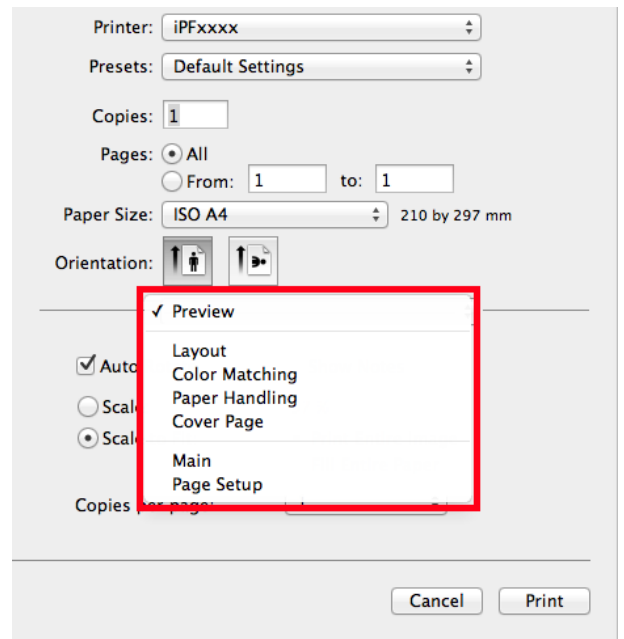 Printer: iPFxxxx
Presets: Default Settings
Copies: 1
Pages: All
From: 1 to: 1
Paper Size: ISO A4 210 by 297 mm
Orientation:
✓ Preview
Layout
Auto
Color Matching
Paper Handling
Scal
Cover Page
Scal
Main
Page Setup
Copies per page:
Cancel Print